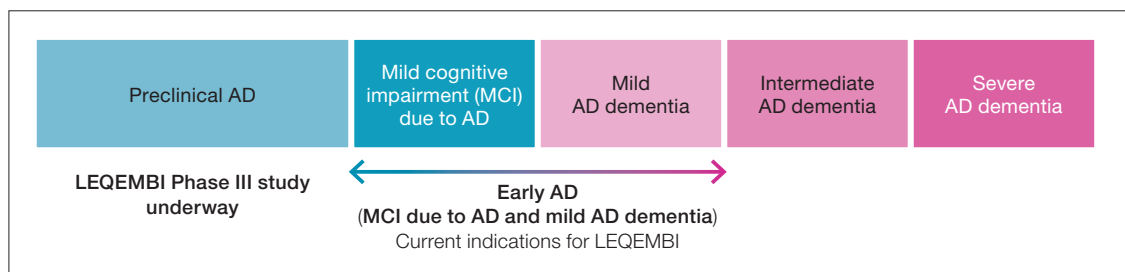 Preclinical AD
Mild cognitive
impairment (MCI)
due to AD
Mild
AD dementia
Intermediate
AD dementia
Severe
AD dementia
LEQEMBI Phase III study
underway
Early AD
(MCI due to AD and mild AD dementia)
Current indications for LEQEMBI